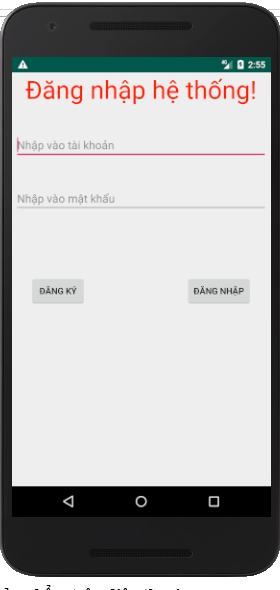 2:55
Đăng nhập hệ thống!
Nhập vào tài khoản
Nhập vào mật khẩu
ĐĂNG KÝ
ĐĂNG NHẬP